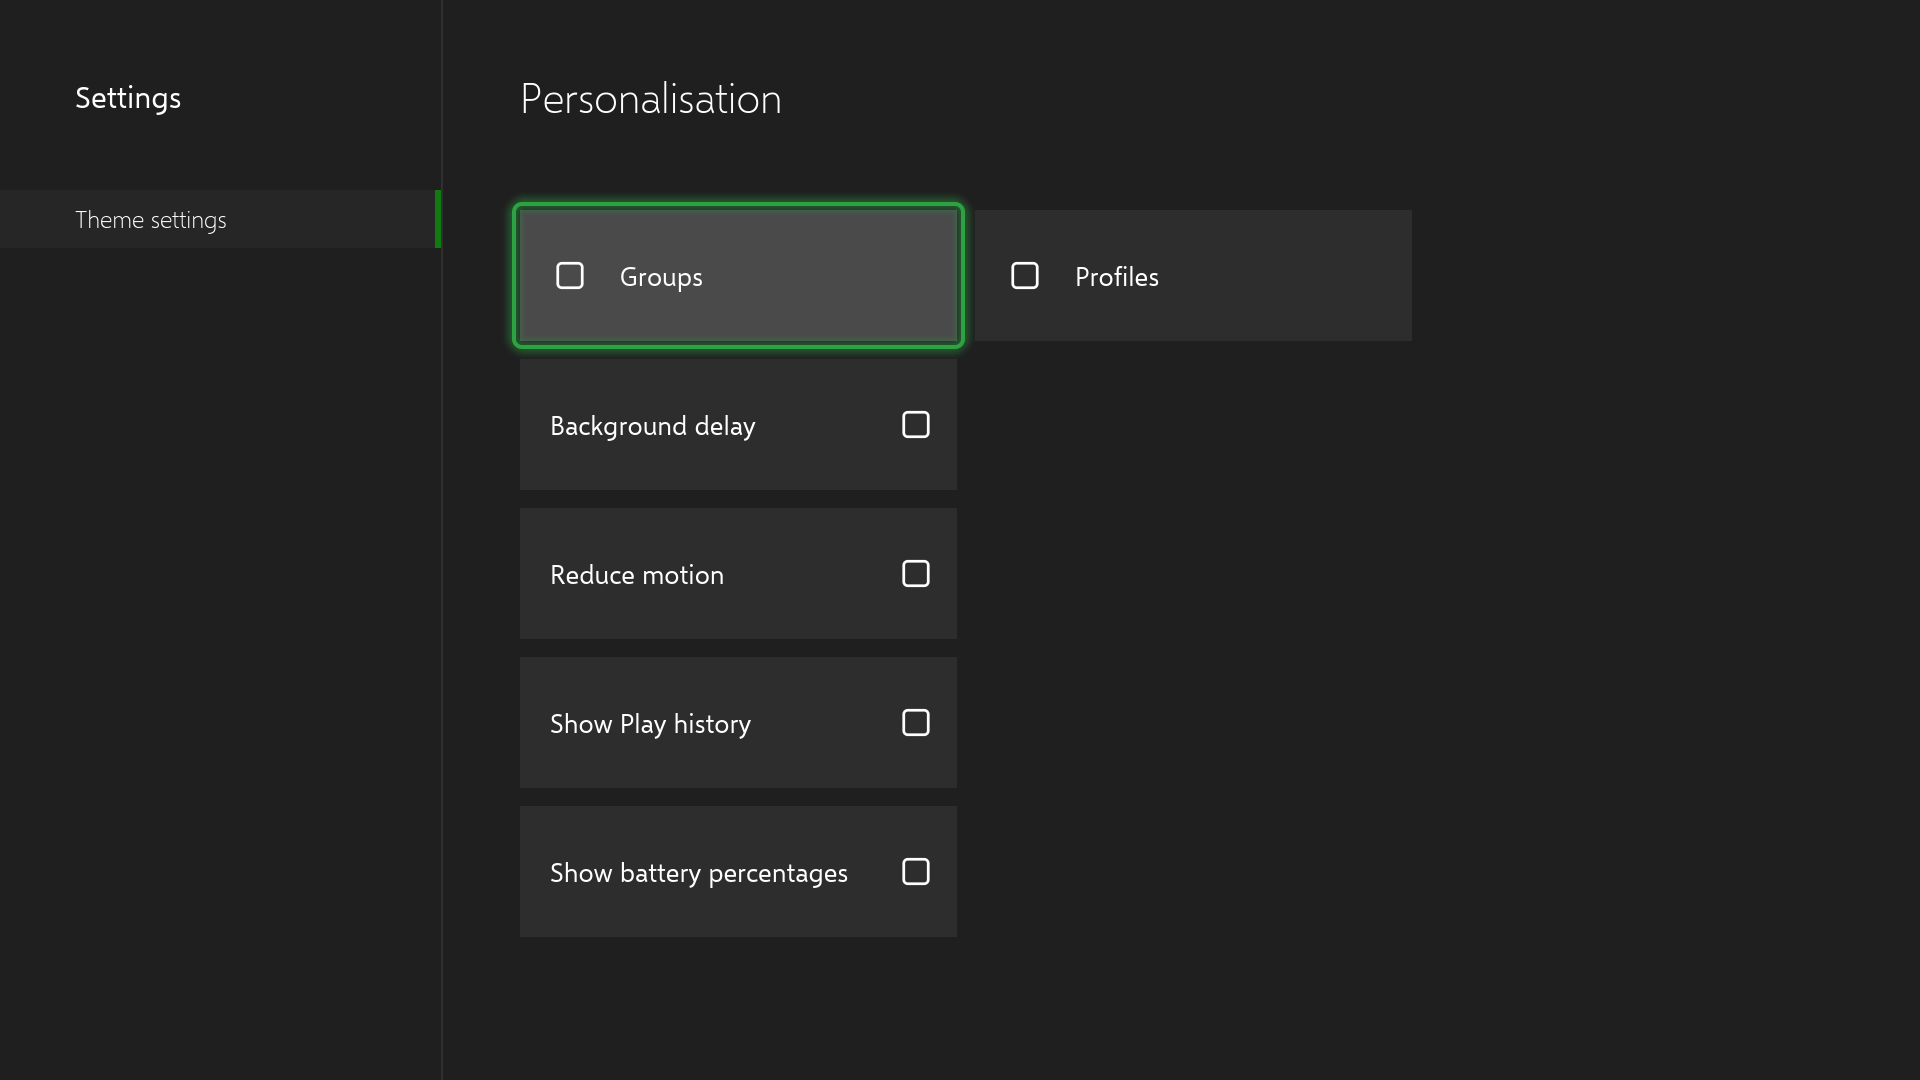 Settings
Theme settings
Personalisation
Groups
Profiles
Background delay
Reduce motion
Show Play history
Show battery percentages